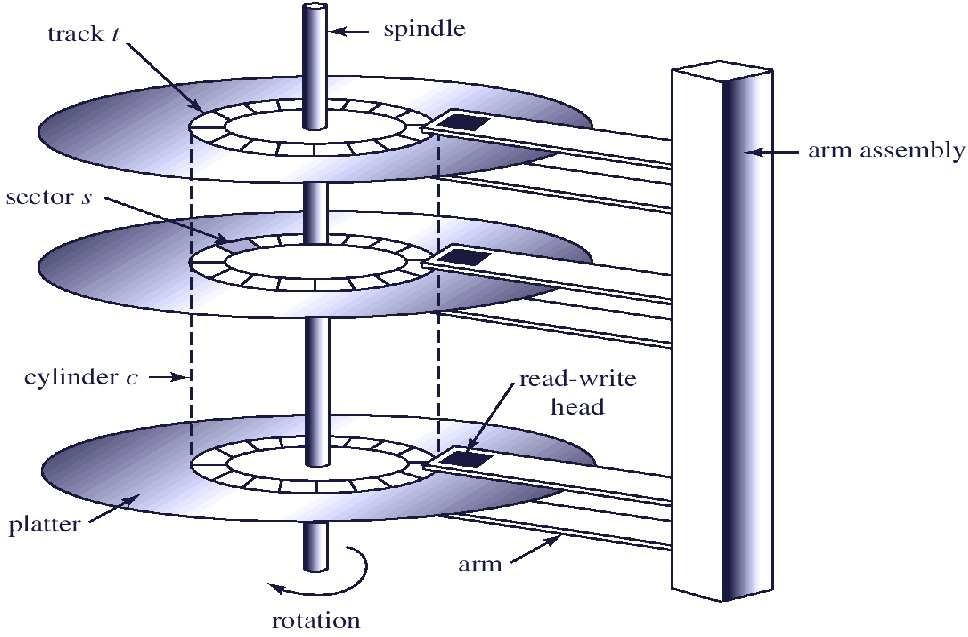 track t
spindle
arm assembly
sector s
cylinder c
read-write
head
platter
arm
rotation